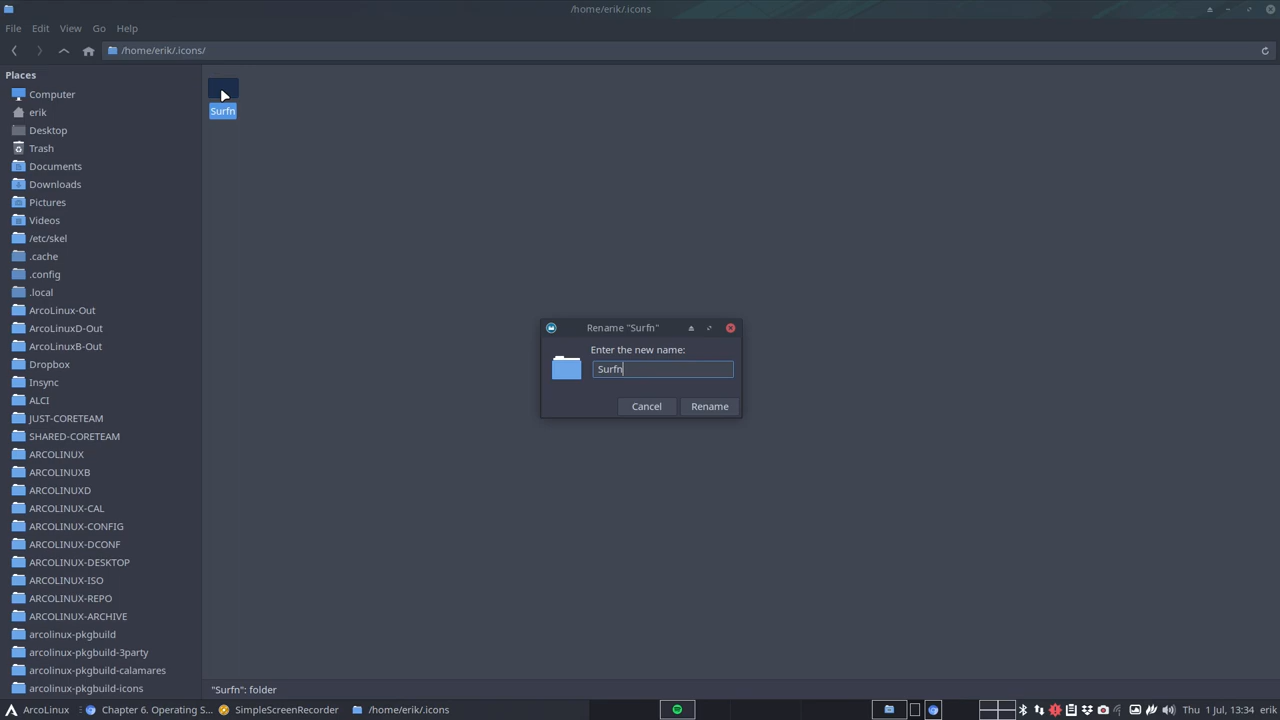 /home/erik/.icons
File Edit View Go Help
/home/erik/.icons/
Places
Computer
erik
Desktop
Trash
Documents
Downloads
Pictures
Videos
/etc/skel
.cache
.config
.local
ArcoLinux-Out
ArcoLinuxD-Out
ArcoLinuxB-Out
Dropbox
Insync
ALCI
JUST-CORETEAM
SHARED-CORETEAM
ARCOLINUX
ARCOLINUXB
ARCOLINUXD
ARCOLINUX-CAL
ARCOLINUX-CONFIG
ARCOLINUX-DCONF
ARCOLINUX-DESKTOP
ARCOLINUX-ISO
ARCOLINUX-REPO
ARCOLINUX-ARCHIVE
arcolinux-pkgbuild
arcolinux-pkgbuild-3party
arcolinux-pkgbuild-calamares
arcolinux-pkgbuild-icons
Surfn
Rename "Surfn"
Enter the new name:
Surfn
Cancel Rename
"Surfn": folder
ArcoLinux Chapter 6. Operating S... SimpleScreenRecorder /home/erik/.icons Thu 1 Jul, 13:34 erik